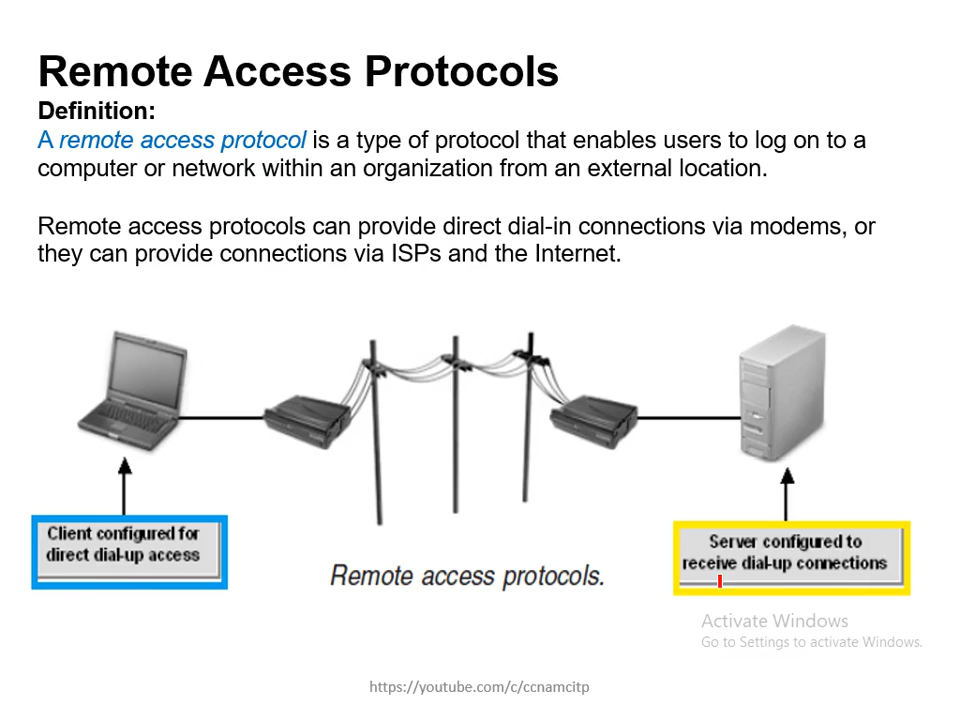 Remote Access Protocols
Definition:
A remote access protocol is a type of protocol that enables users to log on to a
computer or network within an organization from an external location.
Remote access protocols can provide direct dial-in connections via modems, or
they can provide connections via ISPs and the Internet.
Client configured for
direct dial-up access
Server configured to
receive dial-up connections
Remote access protocols.
Activate Windows
Go to Settings to activate Windows.
https://youtube.com/c/ccnamcitp